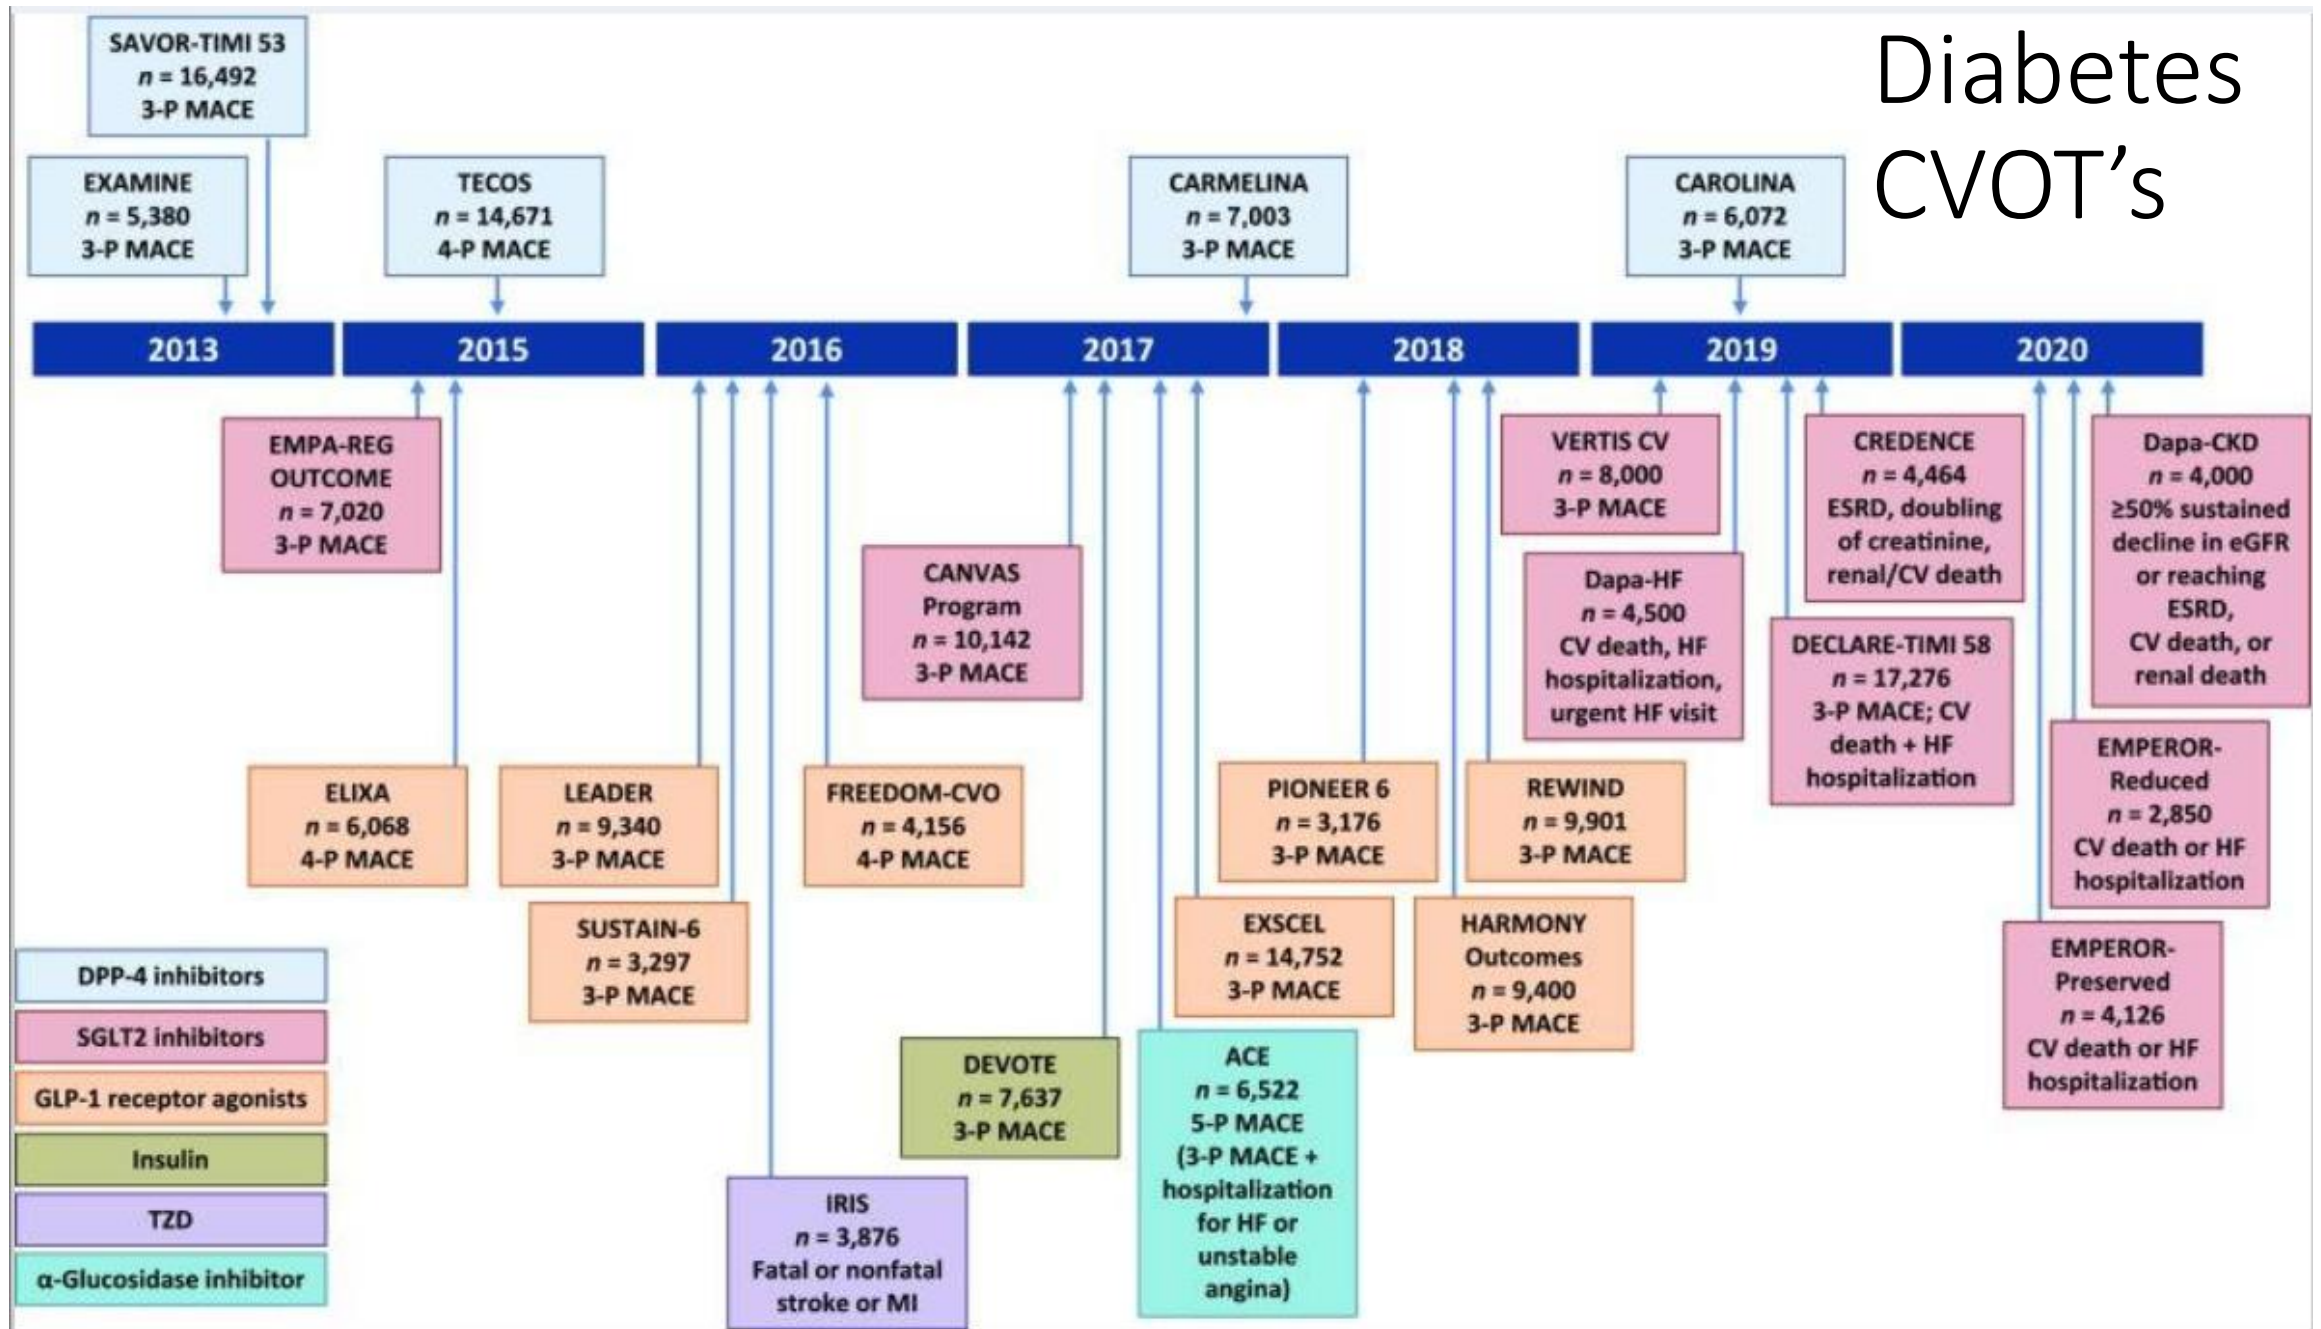 Diabetes
CVOT’s
SAVOR-TIMI 53
n = 16,492
3-P MACE
EXAMINE
n = 5,380
3-P MACE
TECOS
n = 14,671
4-P MACE
CARMELINA
n = 7,003
3-P MACE
CAROLINA
n = 6,072
3-P MACE
2013
2015
2016
2017
2018
2019
2020
EMPA-REG
OUTCOME
n = 7,020
3-P MACE
CANVAS
Program
n = 10,142
3-P MACE
VERTIS CV
n = 8,000
3-P MACE
Dapa-HF
n = 4,500
CV death, HF
hospitalization,
urgent HF visit
CREDENCE
n = 4,464
ESRD, doubling
of creatinine,
renal/CV death
DECLARE-TIMI 58
n = 17,276
3-P MACE; CV
death + HF
hospitalization
Dapa-CKD
n = 4,000
≥50% sustained
decline in eGFR
or reaching
ESRD,
CV death, or
renal death
EMPEROR-
Reduced
n = 2,850
CV death or HF
hospitalization
EMPEROR-
Preserved
n = 4,126
CV death or HF
hospitalization
ELIXA
n = 6,068
4-P MACE
LEADER
n = 9,340
3-P MACE
SUSTAIN-6
n = 3,297
3-P MACE
FREEDOM-CVO
n = 4,156
4-P MACE
PIONEER 6
n = 3,176
3-P MACE
REWIND
n = 9,901
3-P MACE
EXSCEL
n = 14,752
3-P MACE
HARMONY
Outcomes
n = 9,400
3-P MACE
DEVOTE
n = 7,637
3-P MACE
ACE
n = 6,522
5-P MACE
(3-P MACE +
hospitalization
for HF or
unstable
angina)
IRIS
n = 3,876
Fatal or nonfatal
stroke or MI
DPP-4 inhibitors
SGLT2 inhibitors
GLP-1 receptor agonists
Insulin
TZD
α-Glucosidase inhibitor